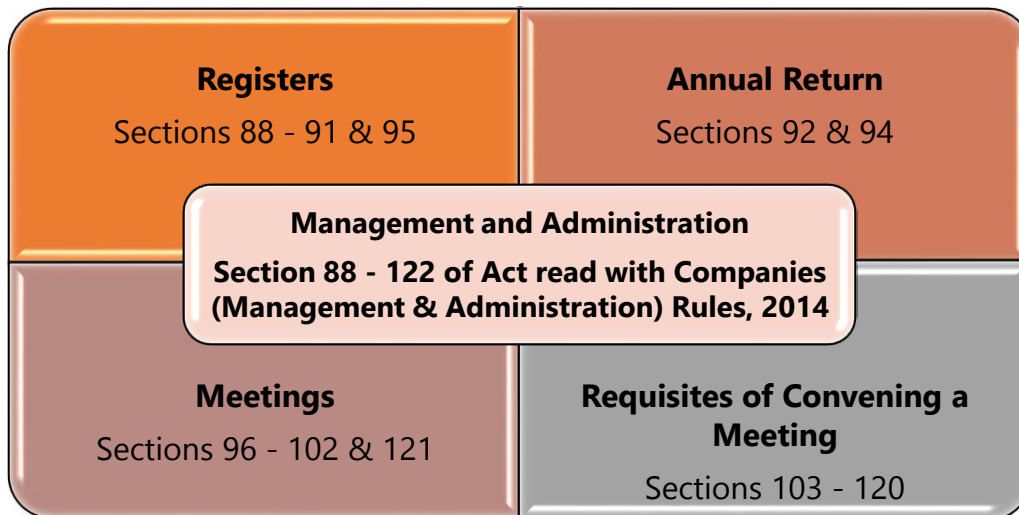 Registers
Sections 88 - 91 & 95
Annual Return
Sections 92 & 94
Management and Administration
Section 88 - 122 of Act read with Companies
(Management & Administration) Rules, 2014
Meetings
Sections 96 - 102 & 121
Requisites of Convening a
Meeting
Sections 103 - 120